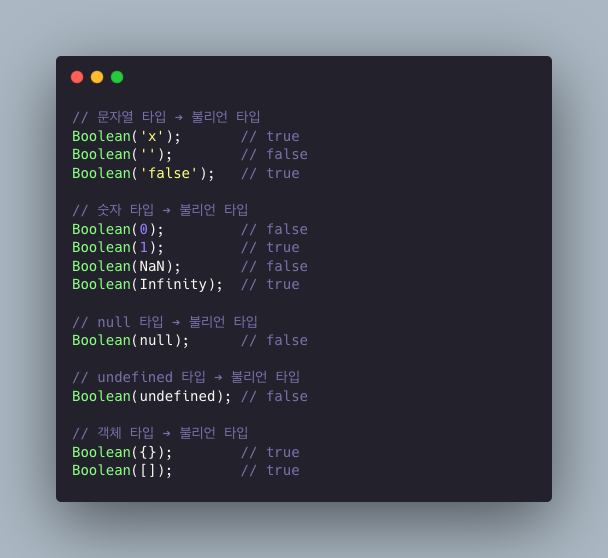 // 문자열 타입 → 불리언 타입
Boolean('x');       // true
Boolean('');        // false
Boolean('false');   // true
// 숫자 타입 → 불리언 타입
Boolean(0);         // false
Boolean(1);         // true
Boolean(NaN);       // false
Boolean(Infinity);  // true
// null 타입 → 불리언 타입
Boolean(null);      // false
// undefined 타입 → 불리언 타입
Boolean(undefined); // false
// 객체 타입 → 불리언 타입
Boolean({});        // true
Boolean([]);        // true